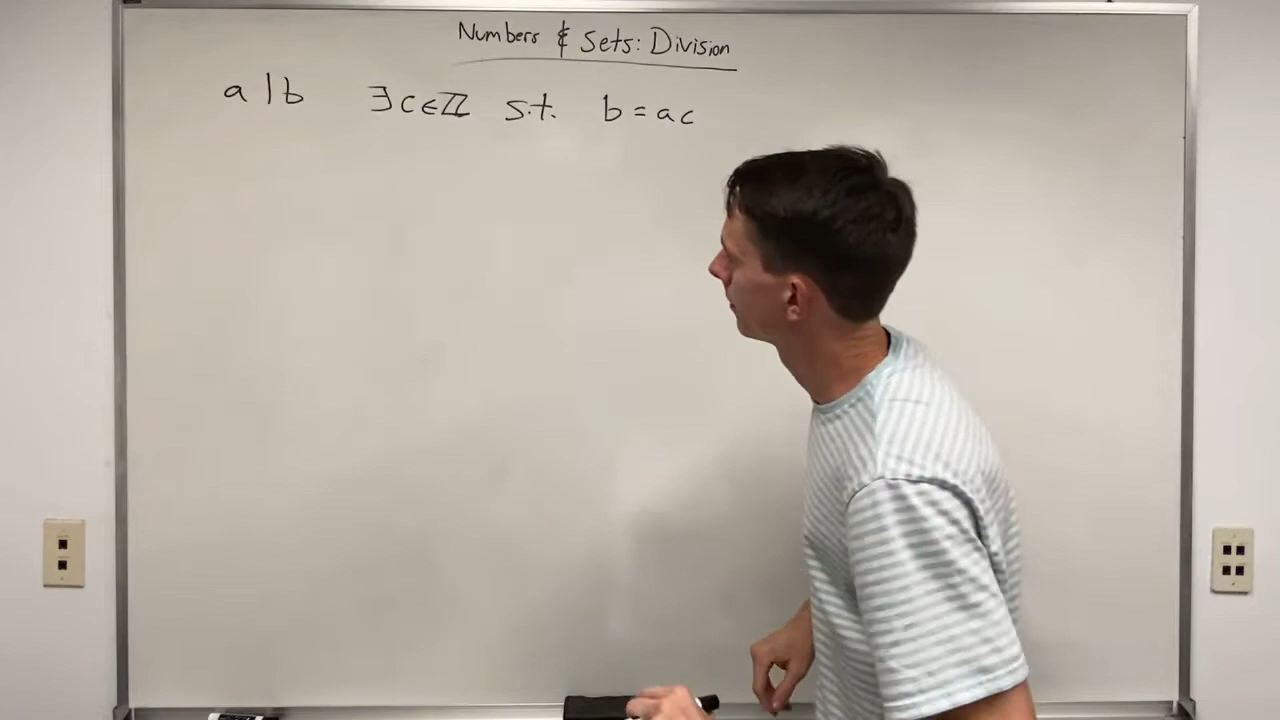 Numbers & Sets: Division
a | b ∃ c ∈ ℤ s.t. b = ac